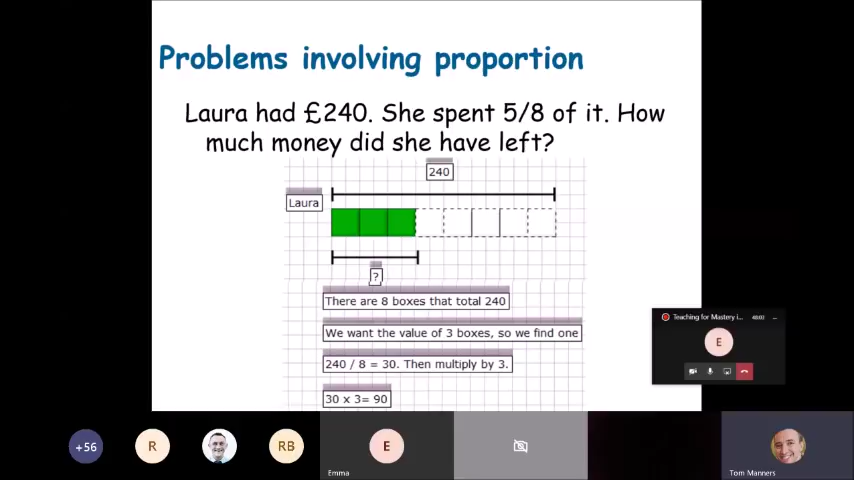 Problems involving proportion
Laura had £240. She spent 5/8 of it. How
much money did she have left?
240
Laura
?
There are 8 boxes that total 240
We want the value of 3 boxes, so we find one
240 / 8 = 30. Then multiply by 3.
30 x 3= 90
Teaching for Mastery i...
E
+56
R
RB
E
Emma
Tom Manners